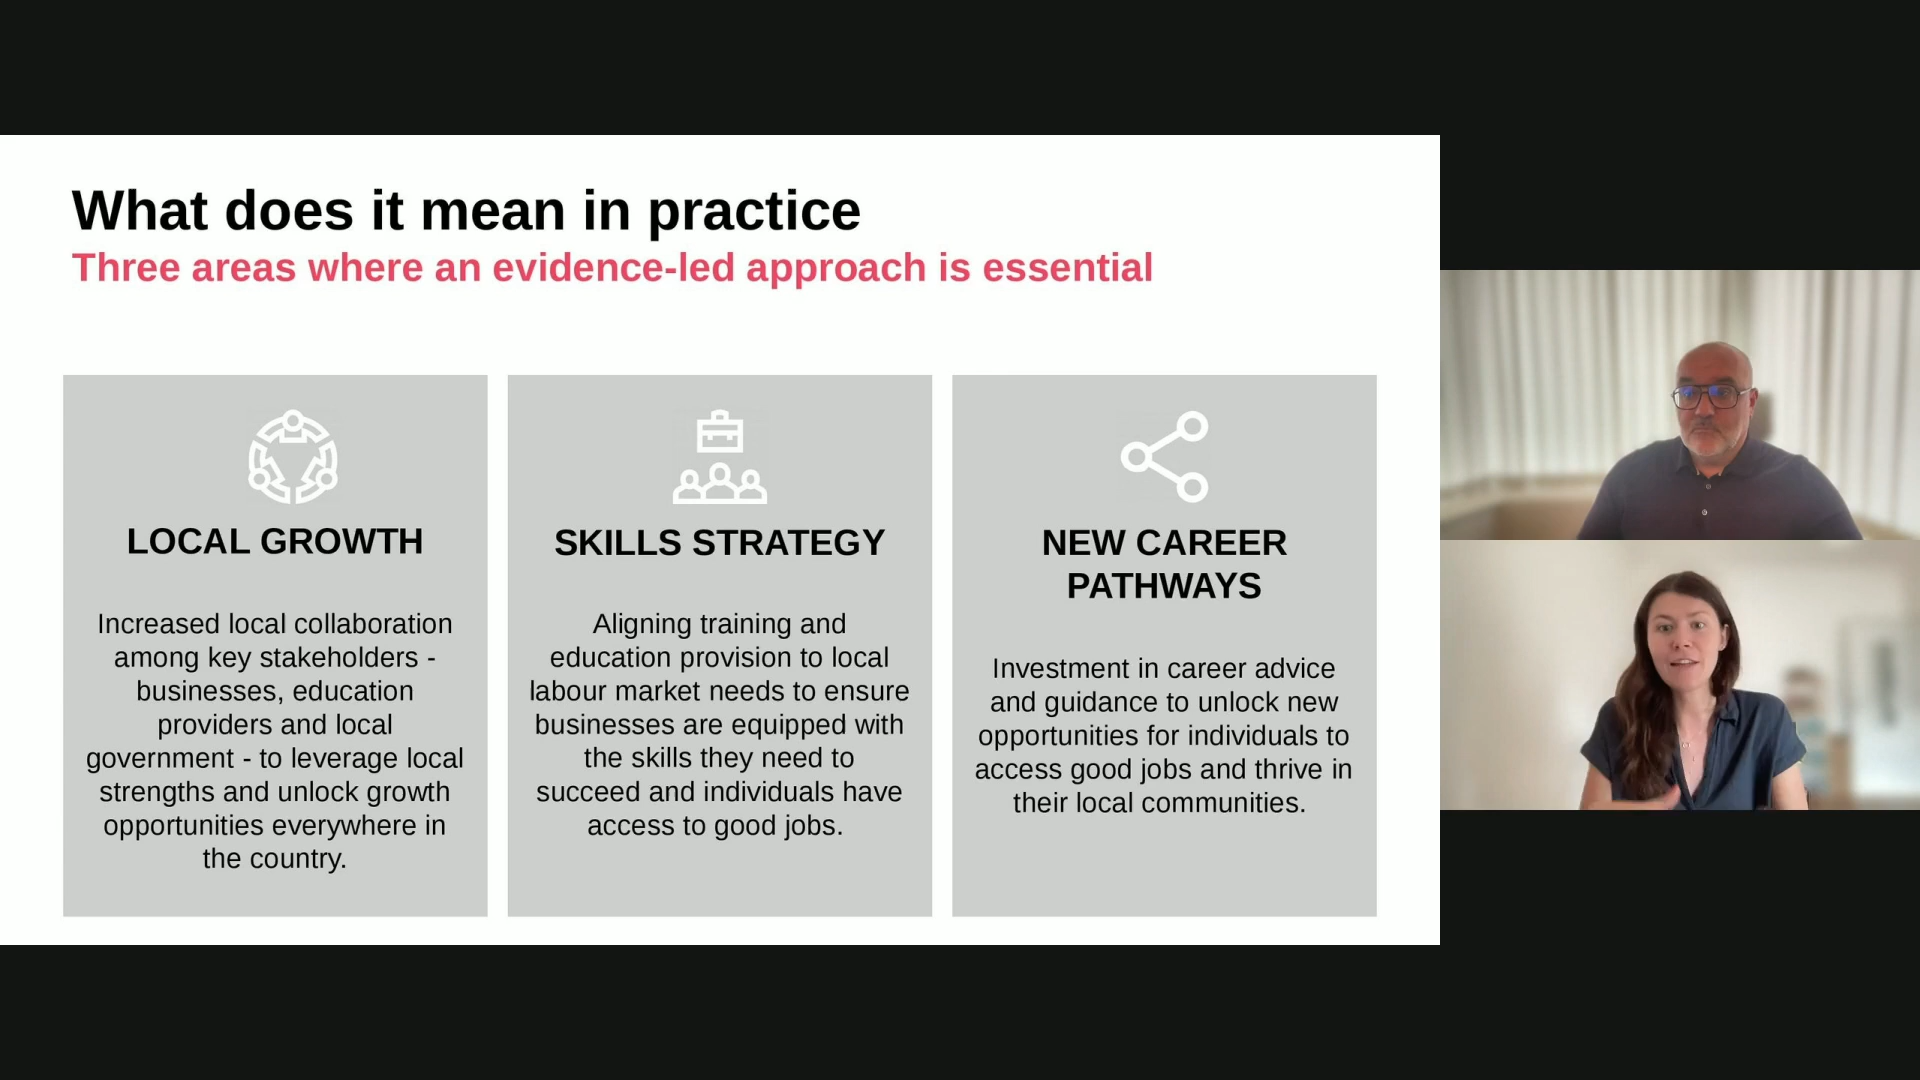 What does it mean in practice
Three areas where an evidence-led approach is essential
LOCAL GROWTH
Increased local collaboration
among key stakeholders -
businesses, education
providers and local
government - to leverage local
strengths and unlock growth
opportunities everywhere in
the country.
SKILLS STRATEGY
Aligning training and
education provision to local
labour market needs to ensure
businesses are equipped with
the skills they need to
succeed and individuals have
access to good jobs.
NEW CAREER
PATHWAYS
Investment in career advice
and guidance to unlock new
opportunities for individuals to
access good jobs and thrive in
their local communities.